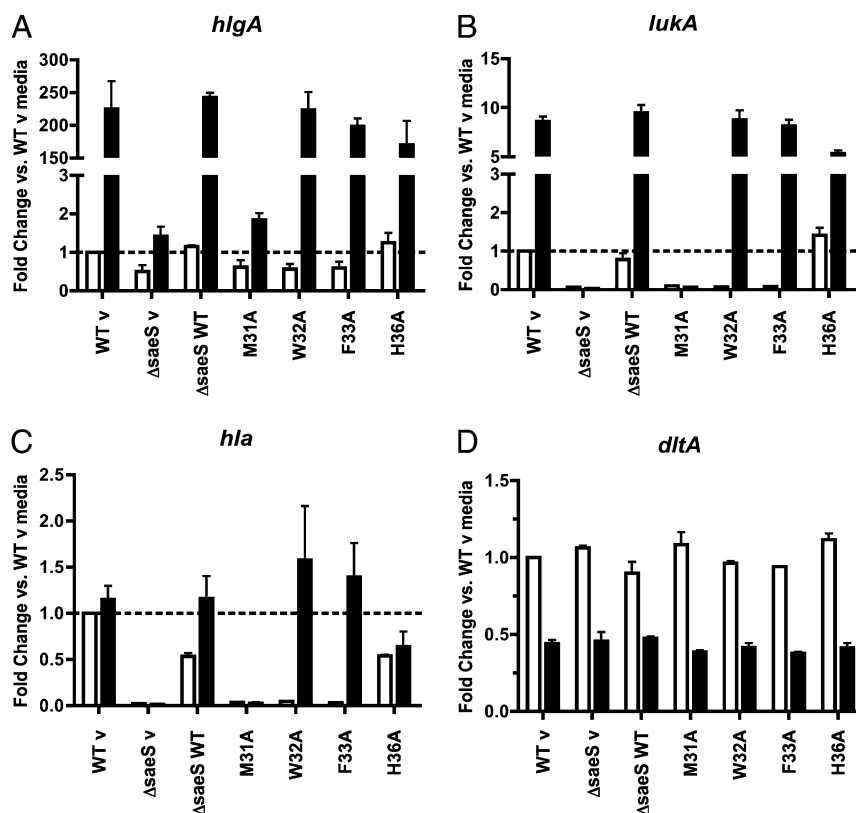 A
hlgA
Fold Change vs. WT v media
300
250
200
150
3
2
1
0
WT v
ΔsaeS v
ΔsaeS WT
M31A
W32A
F33A
H36A
B
lukA
Fold Change vs. WT v media
15
10
5
3
2
1
0
WT v
ΔsaeS v
ΔsaeS WT
M31A
W32A
F33A
H36A
C
hla
Fold Change vs. WT v media
2.5
2.0
1.5
1.0
0.5
0.0
WT v
ΔsaeS v
ΔsaeS WT
M31A
W32A
F33A
H36A
D
dltA
Fold Change vs. WT v media
1.5
1.0
0.5
0.0
WT v
ΔsaeS v
ΔsaeS WT
M31A
W32A
F33A
H36A